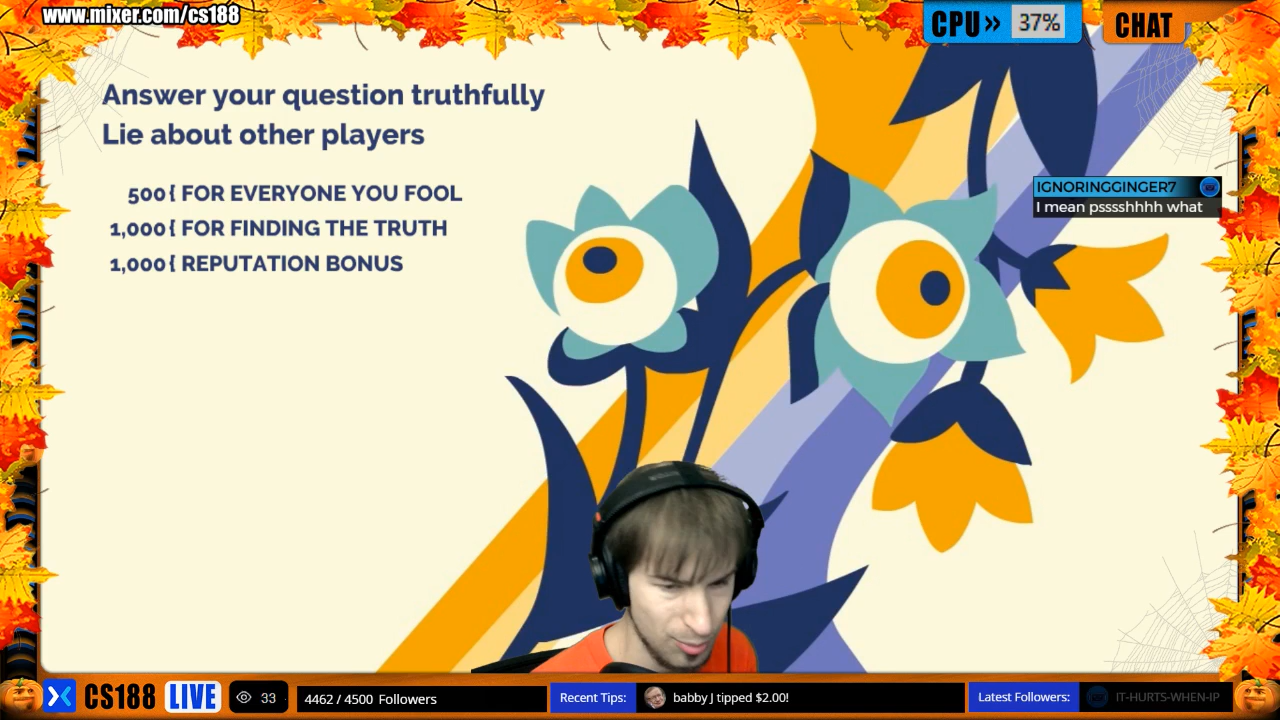 www.mixer.com/cs188
CPU» 37%
CHAT
Answer your question truthfully
Lie about other players
500{ FOR EVERYONE YOU FOOL
1,000{ FOR FINDING THE TRUTH
1,000{ REPUTATION BONUS
IGNORINGGINGER7
I mean psssshhhh what
CS188 LIVE
33
4462 / 4500 Followers
Recent Tips:
babby J tipped $2.00!
Latest Followers:
IT-HURTS-WHEN-IP